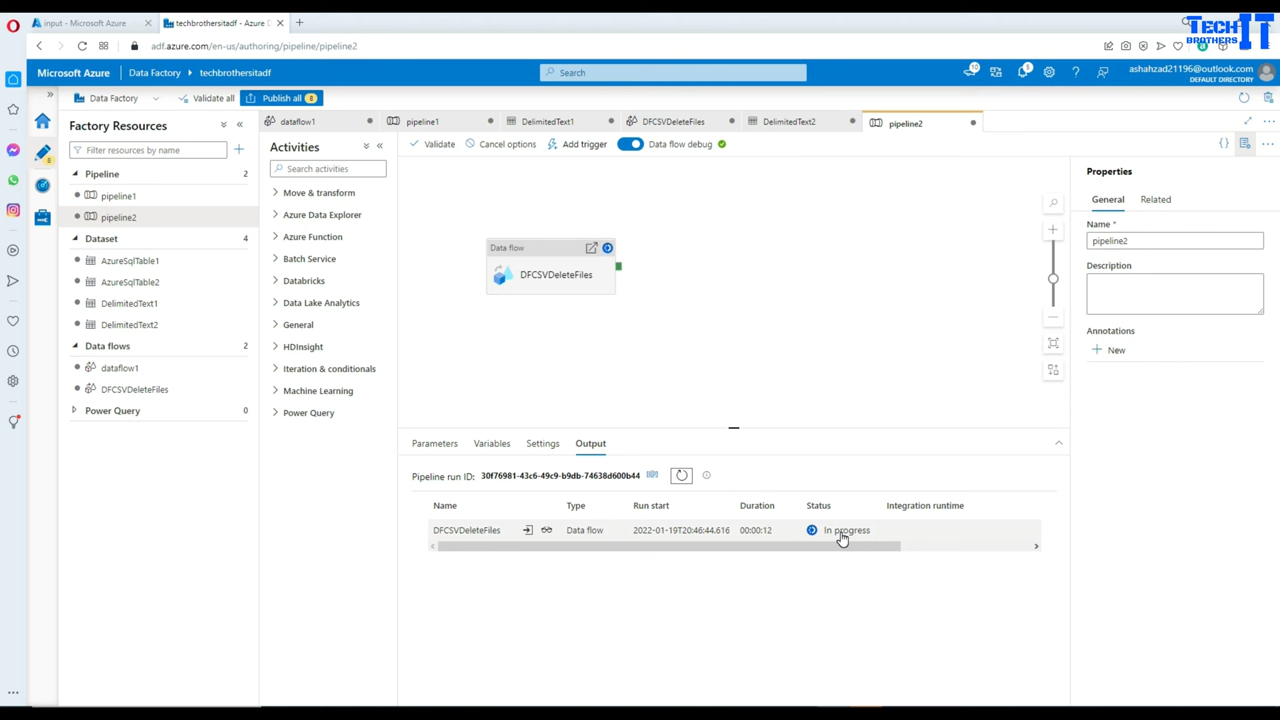 input - Microsoft Azure
techbrothersitadf - Azure D
TECH IT
BROTHERS
adf.azure.com/en-us/authoring/pipeline/pipeline2
Microsoft Azure
Data Factory
techbrothersitadf
Search
10
5
ashahzad21196@outlook.com
DEFAULT DIRECTORY
Data Factory
Validate all
Publish all
8
Factory Resources
Filter resources by name
Pipeline
2
pipeline1
pipeline2
Dataset
4
AzureSqlTable1
AzureSqlTable2
DelimitedText1
DelimitedText2
Data flows
2
dataflow1
DFCSVDeleteFiles
Power Query
0
dataflow1
pipeline1
DelimitedText1
DFCSVDeleteFiles
DelimitedText2
pipeline2
Activities
Search activities
Move & transform
Azure Data Explorer
Azure Function
Batch Service
Databricks
Data Lake Analytics
General
HDInsight
Iteration & conditionals
Machine Learning
Power Query
Validate
Cancel options
Add trigger
Data flow debug
Data flow
DFCSVDeleteFiles
Parameters
Variables
Settings
Output
Pipeline run ID: 30f76981-43c6-49c9-b9db-74638d600b44
Name
Type
Run start
Duration
Status
Integration runtime
DFCSVDeleteFiles
Data flow
2022-01-19T20:46:44.616
00:00:12
In progress
Properties
General
Related
Name *
pipeline2
Description
Annotations
New